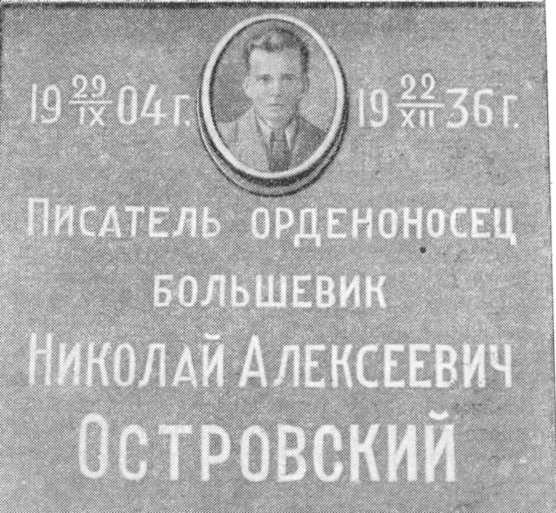 19 29/IX 04 г. 19 22/XII 36 г.
Писатель орденоносец
большевик
Николай Алексеевич
Островский